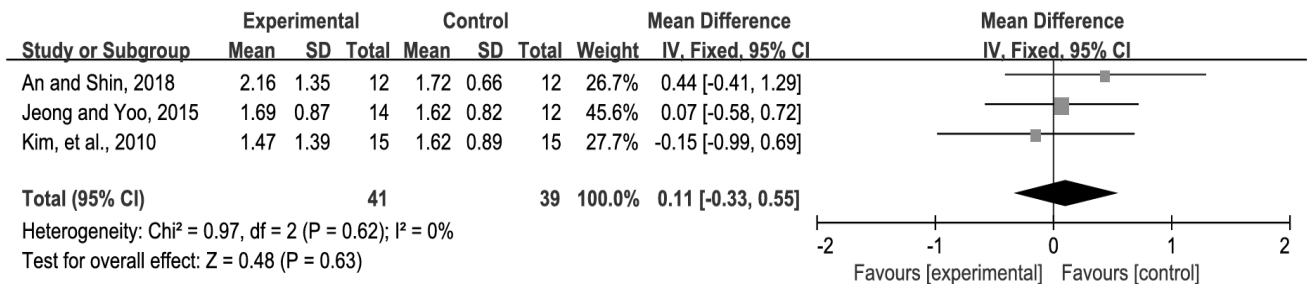 Experimental Control Mean Difference Mean Difference
Study or Subgroup Mean SD Total Mean SD Total Weight IV, Fixed, 95% CI IV, Fixed, 95% CI
An and Shin, 2018 2.16 1.35 12 1.72 0.66 12 26.7% 0.44 [-0.41, 1.29]
Jeong and Yoo, 2015 1.69 0.87 14 1.62 0.82 12 45.6% 0.07 [-0.58, 0.72]
Kim, et al., 2010 1.47 1.39 15 1.62 0.89 15 27.7% -0.15 [-0.99, 0.69]
Total (95% CI) 41 39 100.0% 0.11 [-0.33, 0.55]
Heterogeneity: Chi² = 0.97, df = 2 (P = 0.62); I² = 0%
Test for overall effect: Z = 0.48 (P = 0.63)
-2 -1 0 1 2
Favours [experimental] Favours [control]